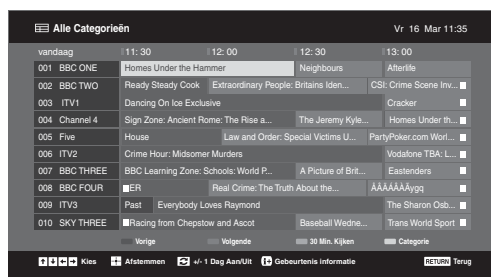 Alle Categorieën Vr 16 Mar 11:35
vandaag 11: 30 12: 00 12: 30 13: 00
001 BBC ONE Homes Under the Hammer Neighbours Afterlife
002 BBC TWO Ready Steady Cook Extraordinary People: Britains Iden... CSI: Crime Scene Inv...
003 ITV1 Dancing On Ice Exclusive Cracker
004 Channel 4 Sign Zone: Ancient Rome: The Rise a... The Jeremy Kyle... Homes Under th...
005 Five House Law and Order: Special Victims U... PartyPoker.com Worl...
006 ITV2 Crime Hour: Midsomer Murders Vodafone TBA: L...
007 BBC THREE BBC Learning Zone: Schools: World P... A Picture of Brit... Eastenders
008 BBC FOUR ER Real Crime: The Truth About the... ÂÃÄÅÀÁÂygq
009 ITV3 Past Everybody Loves Raymond The Sharon Osb...
010 SKY THREE Racing from Chepstow and Ascot Baseball Wedne... Trans World Sport
Vorige Volgende 30 Min. Kijken Categorie
Kies Afstemmen +/- 1 Dag Aan/Uit Gebeurtenis informatie RETURN Terug